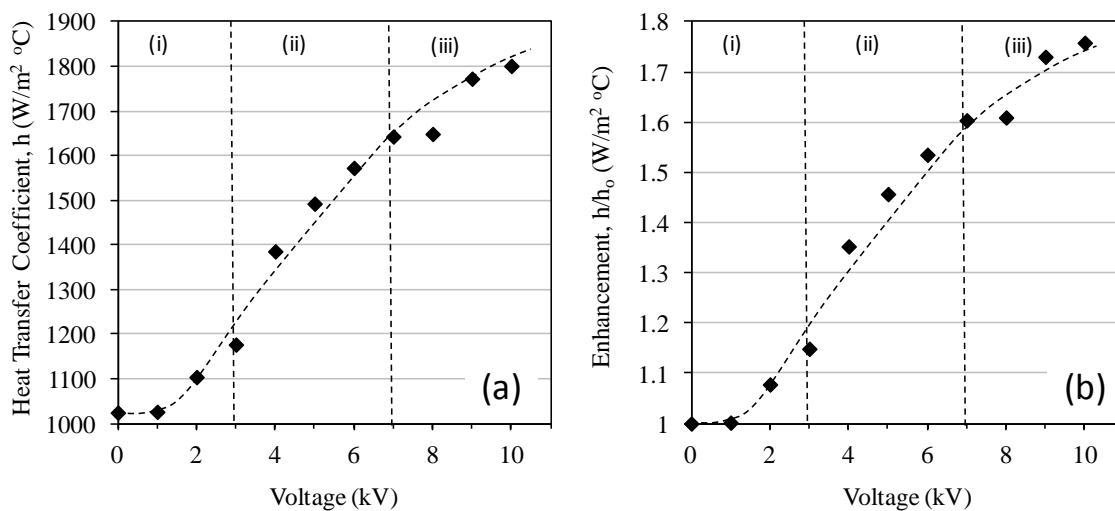 Heat Transfer Coefficient, h (W/m² °C)
1900
1800
1700
1600
1500
1400
1300
1200
1100
1000
(i)
(ii)
(iii)
(a)
0
2
4
6
8
10
Voltage (kV)
Enhancement, h/hₒ (W/m² °C)
1.8
1.7
1.6
1.5
1.4
1.3
1.2
1.1
1
(i)
(ii)
(iii)
(b)
0
2
4
6
8
10
Voltage (kV)